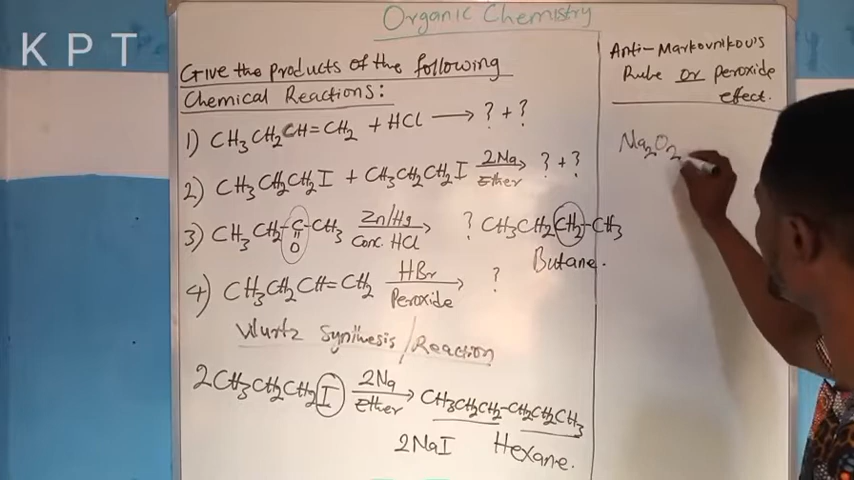 KPT
Organic Chemistry
Give the products of the following
Chemical Reactions:
1) CH3CH2CH=CH2 + HCl → ? + ?
2) CH3CH2CH2I + CH3CH2CH2I 2Na Ether → ? + ?
3) CH3CH2-C-CH3 Zn/Hg Conc. HCl → ? CH3CH2CH2-CH3
O
Butane.
4) CH3CH2CH=CH2 HBr Peroxide → ?
Wurtz Synthesis/Reaction
2CH3CH2CH2I 2Na Ether → CH3CH2CH2-CH2CH2CH3
2NaI Hexane.
Anti-Markovnikov's
Rule or peroxide
effect.
Na2O2